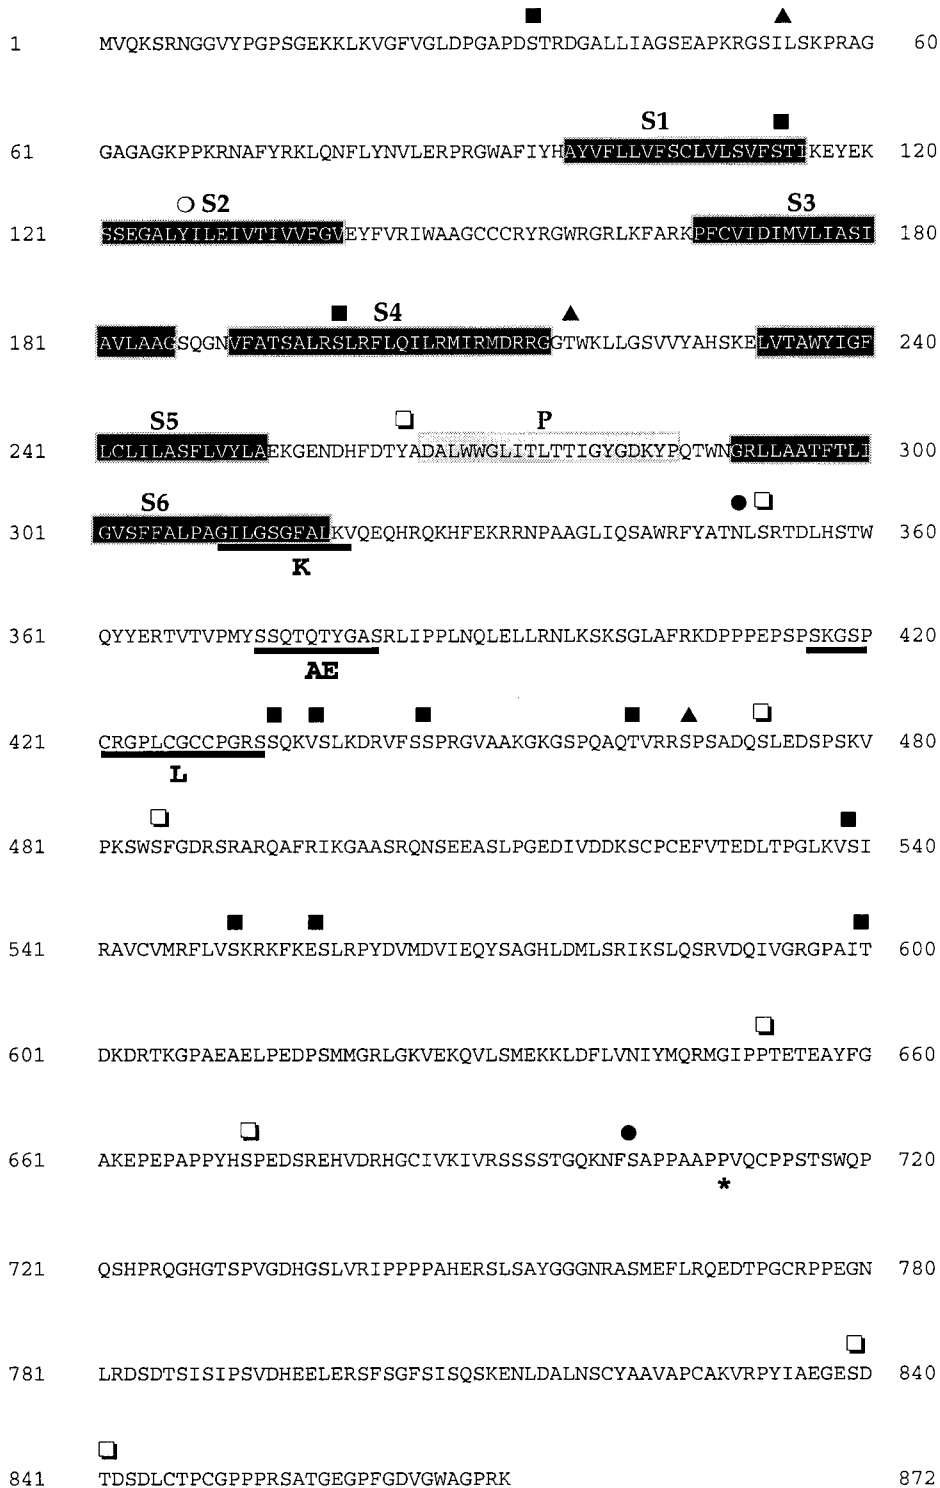 1 MVQKSRNGGVYPGPSGEKKLKVGFVGLDPGAPDSTRDGALLIAGSEAPKRGSILSKPRAG 60
S1
61 GAGAGKPPKRNAFYRKLQNFLYNVLERPRGWAFIYHAYVFLLVFSCLVLSVFSTIKEYEK 120
S2 S3
121 SSEGALYILEIVTIVVFGVEYFVRIWAAGCCCRYRGWRGRLKFARKPFCVIDIMVLIASI 180
S4
181 AVLAAGSQGNVFATSALRSLRFLQILRMIRMDRRGGTWKLLGSVVYAHSKELVTAWYIGF 240
S5 P
241 LCLILASFLVYLAEKGENDHFDTYADALWWGLITLTTIGYGDKYPQTWNGRLLAATFTLI 300
S6
301 GVSFFALPAGILGSGFALKVQEQHRQKHFEKRRNPAAGLIQSAWRFYATNLSRTDLHSTW 360
K
361 QYYERTVTVPMYSSQTQTYGASRLIPPLNQLELLRNLKSKSGLAFRKDPPPEPSPSKGSP 420
AE
421 CRGPLCGCCPGRSSQKVSLKDRVFSSPRGVAAKGKGSPQAQTVRRSPSADQSLEDSPSKV 480
L
481 PKSWSFGDRSRARQAFRIKGAASRQNSEEASLPGEDIVDDKSCPCEFVTEDLTPGLKVSI 540
541 RAVCVMRFLVSKRKFKESLRPYDVMDVIEQYSAGHLDMLSRIKSLQSRVDQIVGRGPAIT 600
601 DKDRTKGPAEAELPEDPSMMGRLGKVEKQVLSMEKKLDFLVNIYMQRMGIPPTETEAYFG 660
661 AKEPEPAPPYHSPEDSREHVDRHGCIVKIVRSSSSTGQKNFSAPPAAPPVQCPPSTSWQP 720
*
721 QSHPRQGHGTSPVGDHGSLVRIPPPPAHERSLSAYGGGNRASMEFLRQEDTPGCRPPEGN 780
781 LRDSDTSISIPSVDHEELERSFSGFSISQSKENLDALNSCYAAVAPCAKVRPYIAEGESD 840
841 TDSDLCTPCGPPPRSATGEGPFGDVGWAGPRK 872